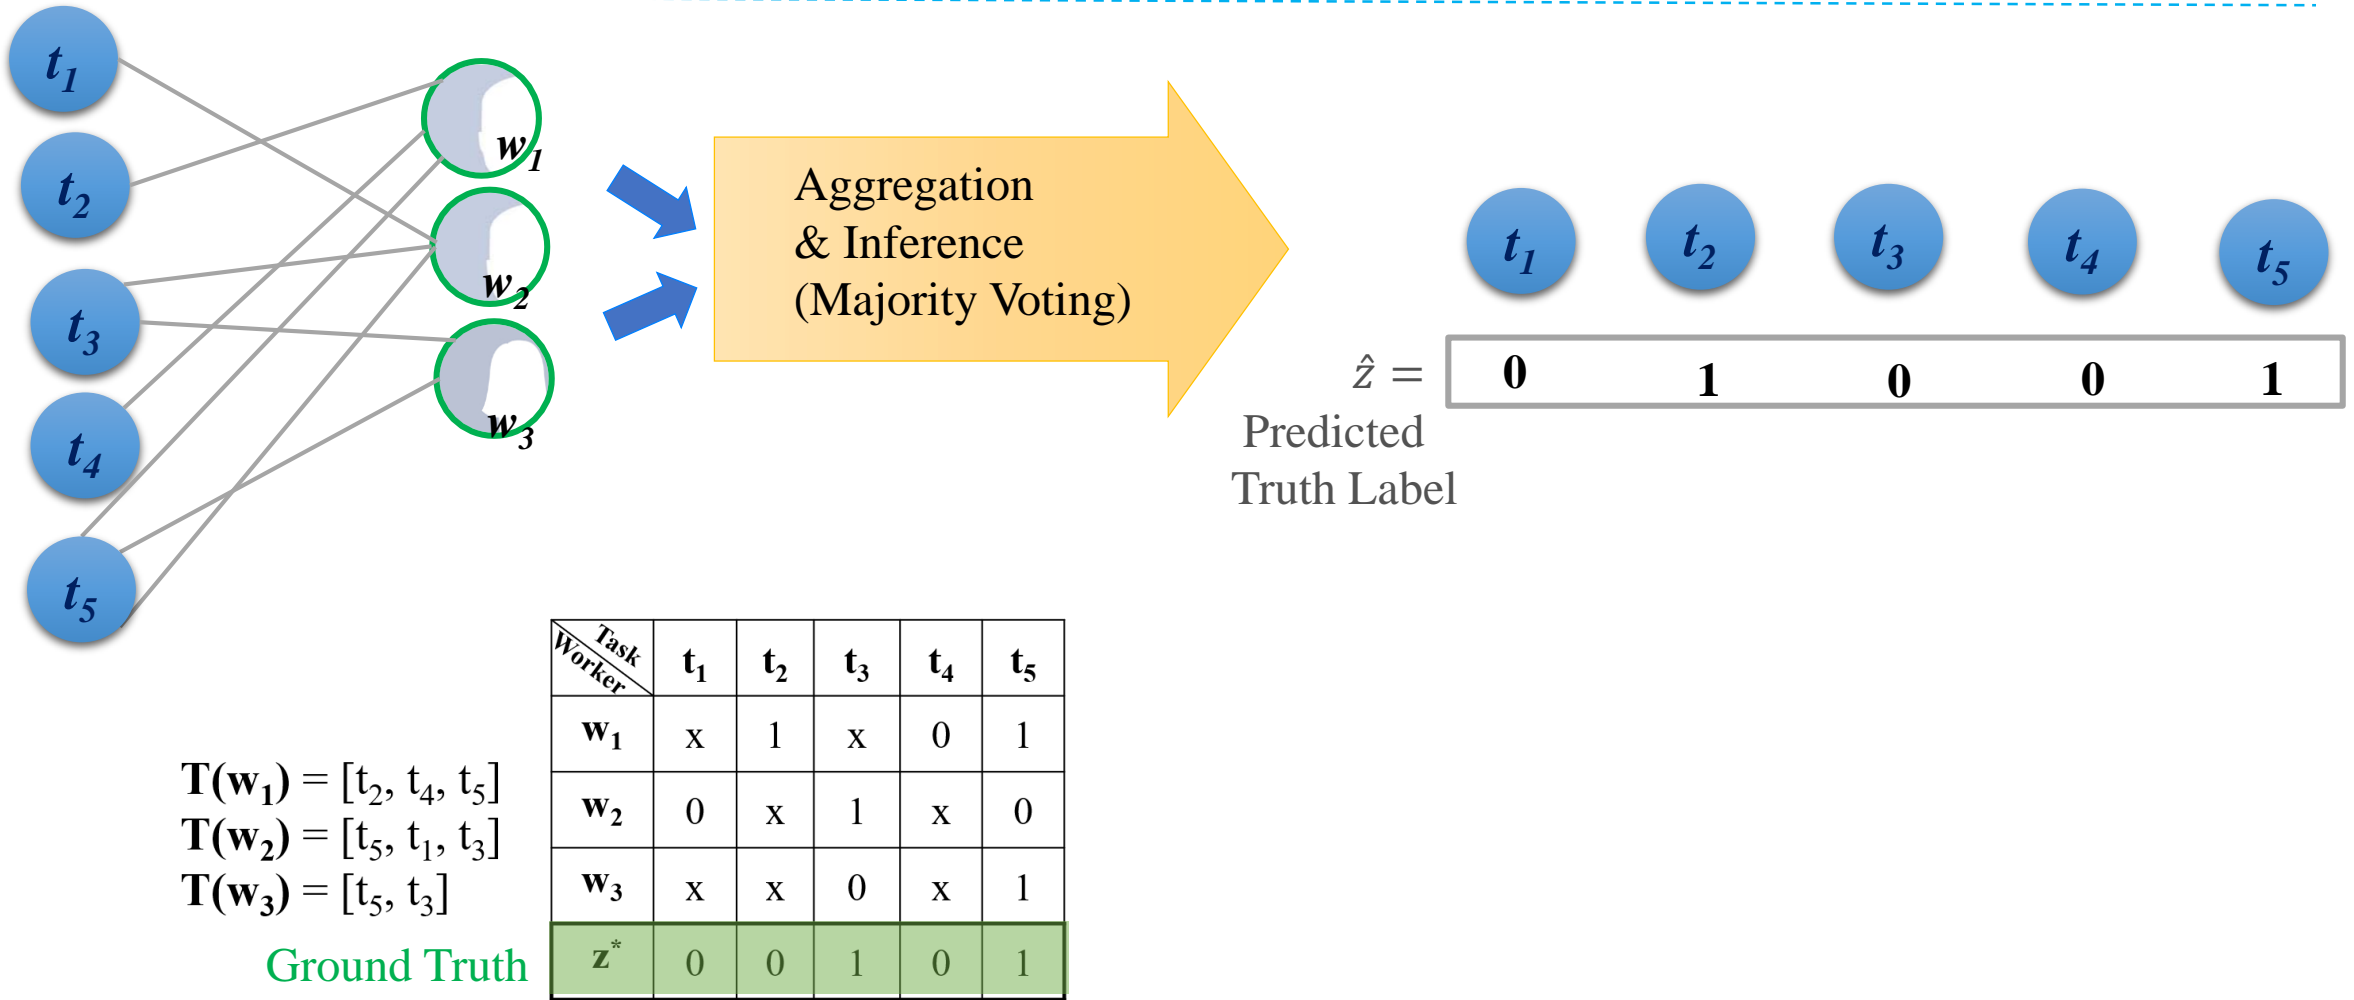 t1
t2
t3
t4
t5
w1
w2
w3
Aggregation
& Inference
(Majority Voting)
t1 t2 t3 t4 t5
ẑ = 0 1 0 0 1
Predicted
Truth Label
T(w1) = [t2, t4, t5]
T(w2) = [t5, t1, t3]
T(w3) = [t5, t3]
Ground Truth
Task
Worker
t1 t2 t3 t4 t5
w1 x 1 x 0 1
w2 0 x 1 x 0
w3 x x 0 x 1
z* 0 0 1 0 1